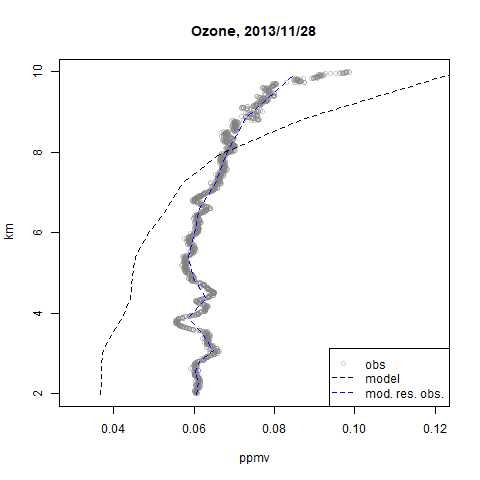 Ozone, 2013/11/28
10
8
6
4
2
km
0.04 0.06 0.08 0.10 0.12
ppmv
obs
model
mod. res. obs.